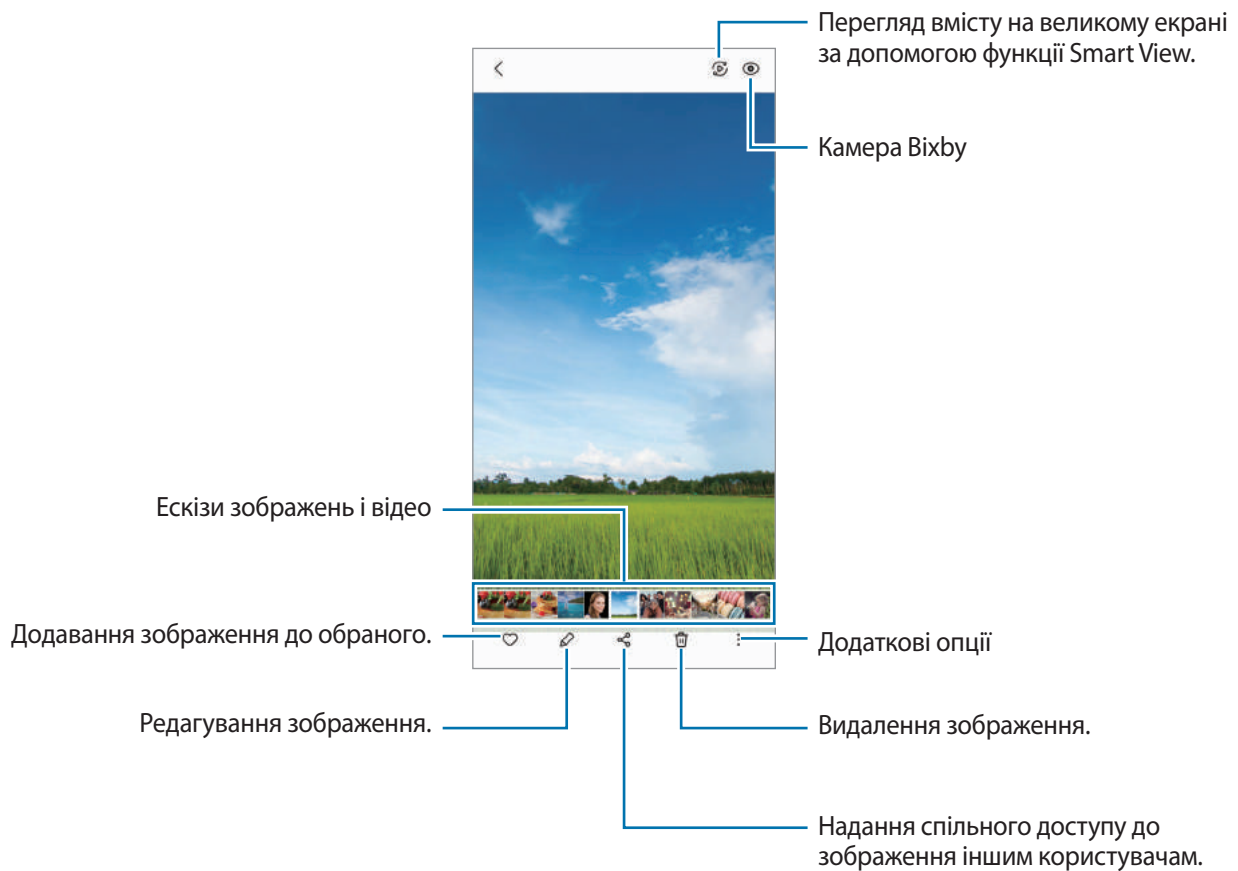 Перегляд вмісту на великому екрані
за допомогою функції Smart View.
Камера Bixby
Ескізи зображень і відео
Додавання зображення до обраного.
Додаткові опції
Редагування зображення.
Видалення зображення.
Надання спільного доступу до
зображення іншим користувачам.